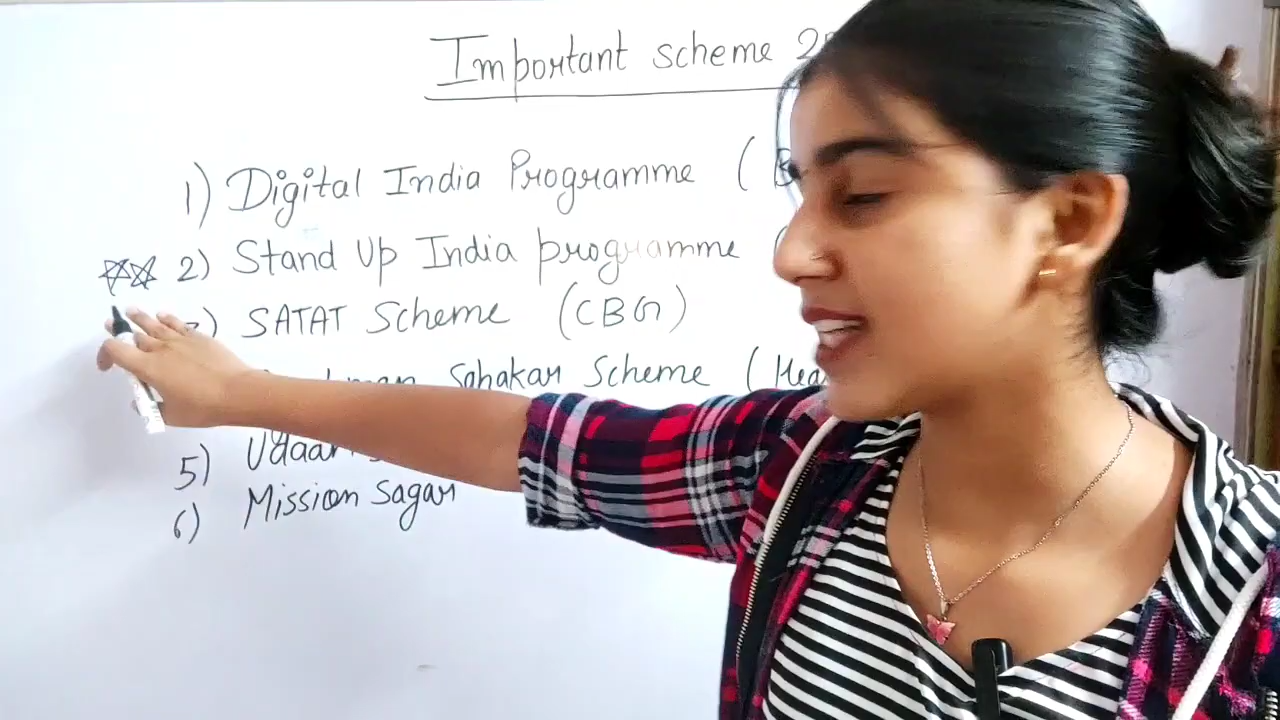 Important scheme 2
1) Digital India Programme (
2) Stand Up India programme (
) SATAT Scheme (CBG)
Sahakar Scheme (
5) Udaan
6) Mission Sagar